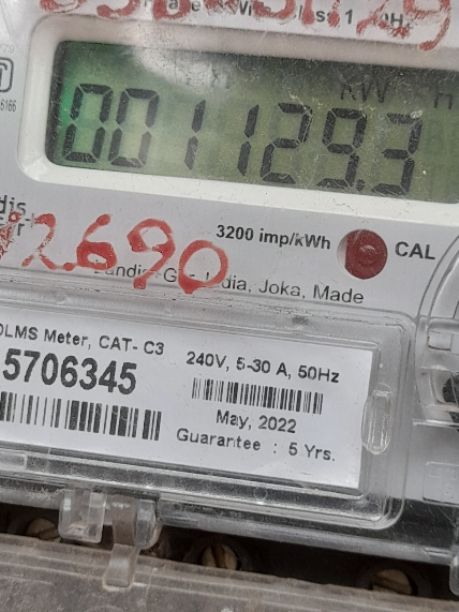 001129.3
kW H
3200 imp/kWh
CAL
2.690
India, Joka, Made
DLMS Meter, CAT- C3
5706345
240V, 5-30 A, 50Hz
May, 2022
Guarantee : 5 Yrs.